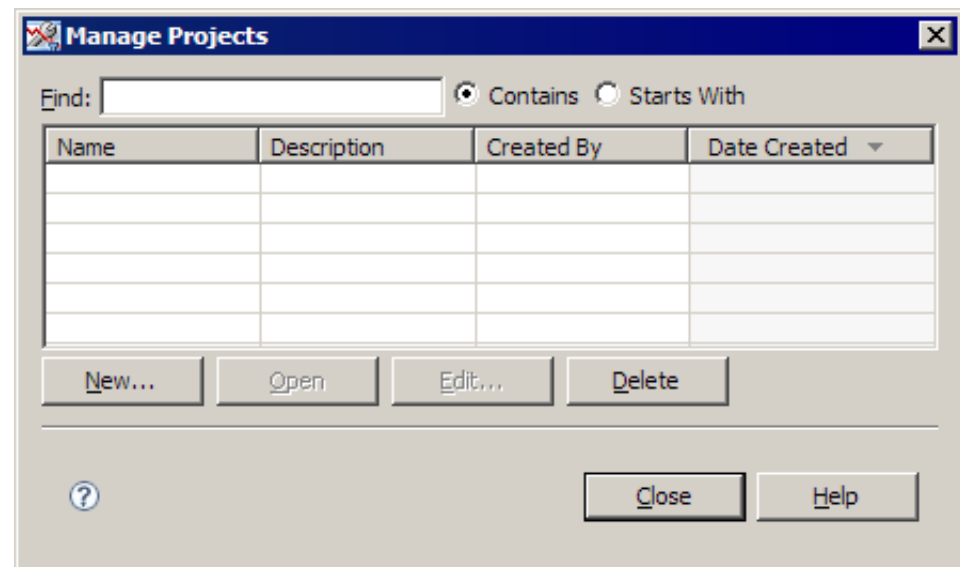 Manage Projects
Find: Contains Starts With
Name Description Created By Date Created
New... Open Edit... Delete
? Close Help